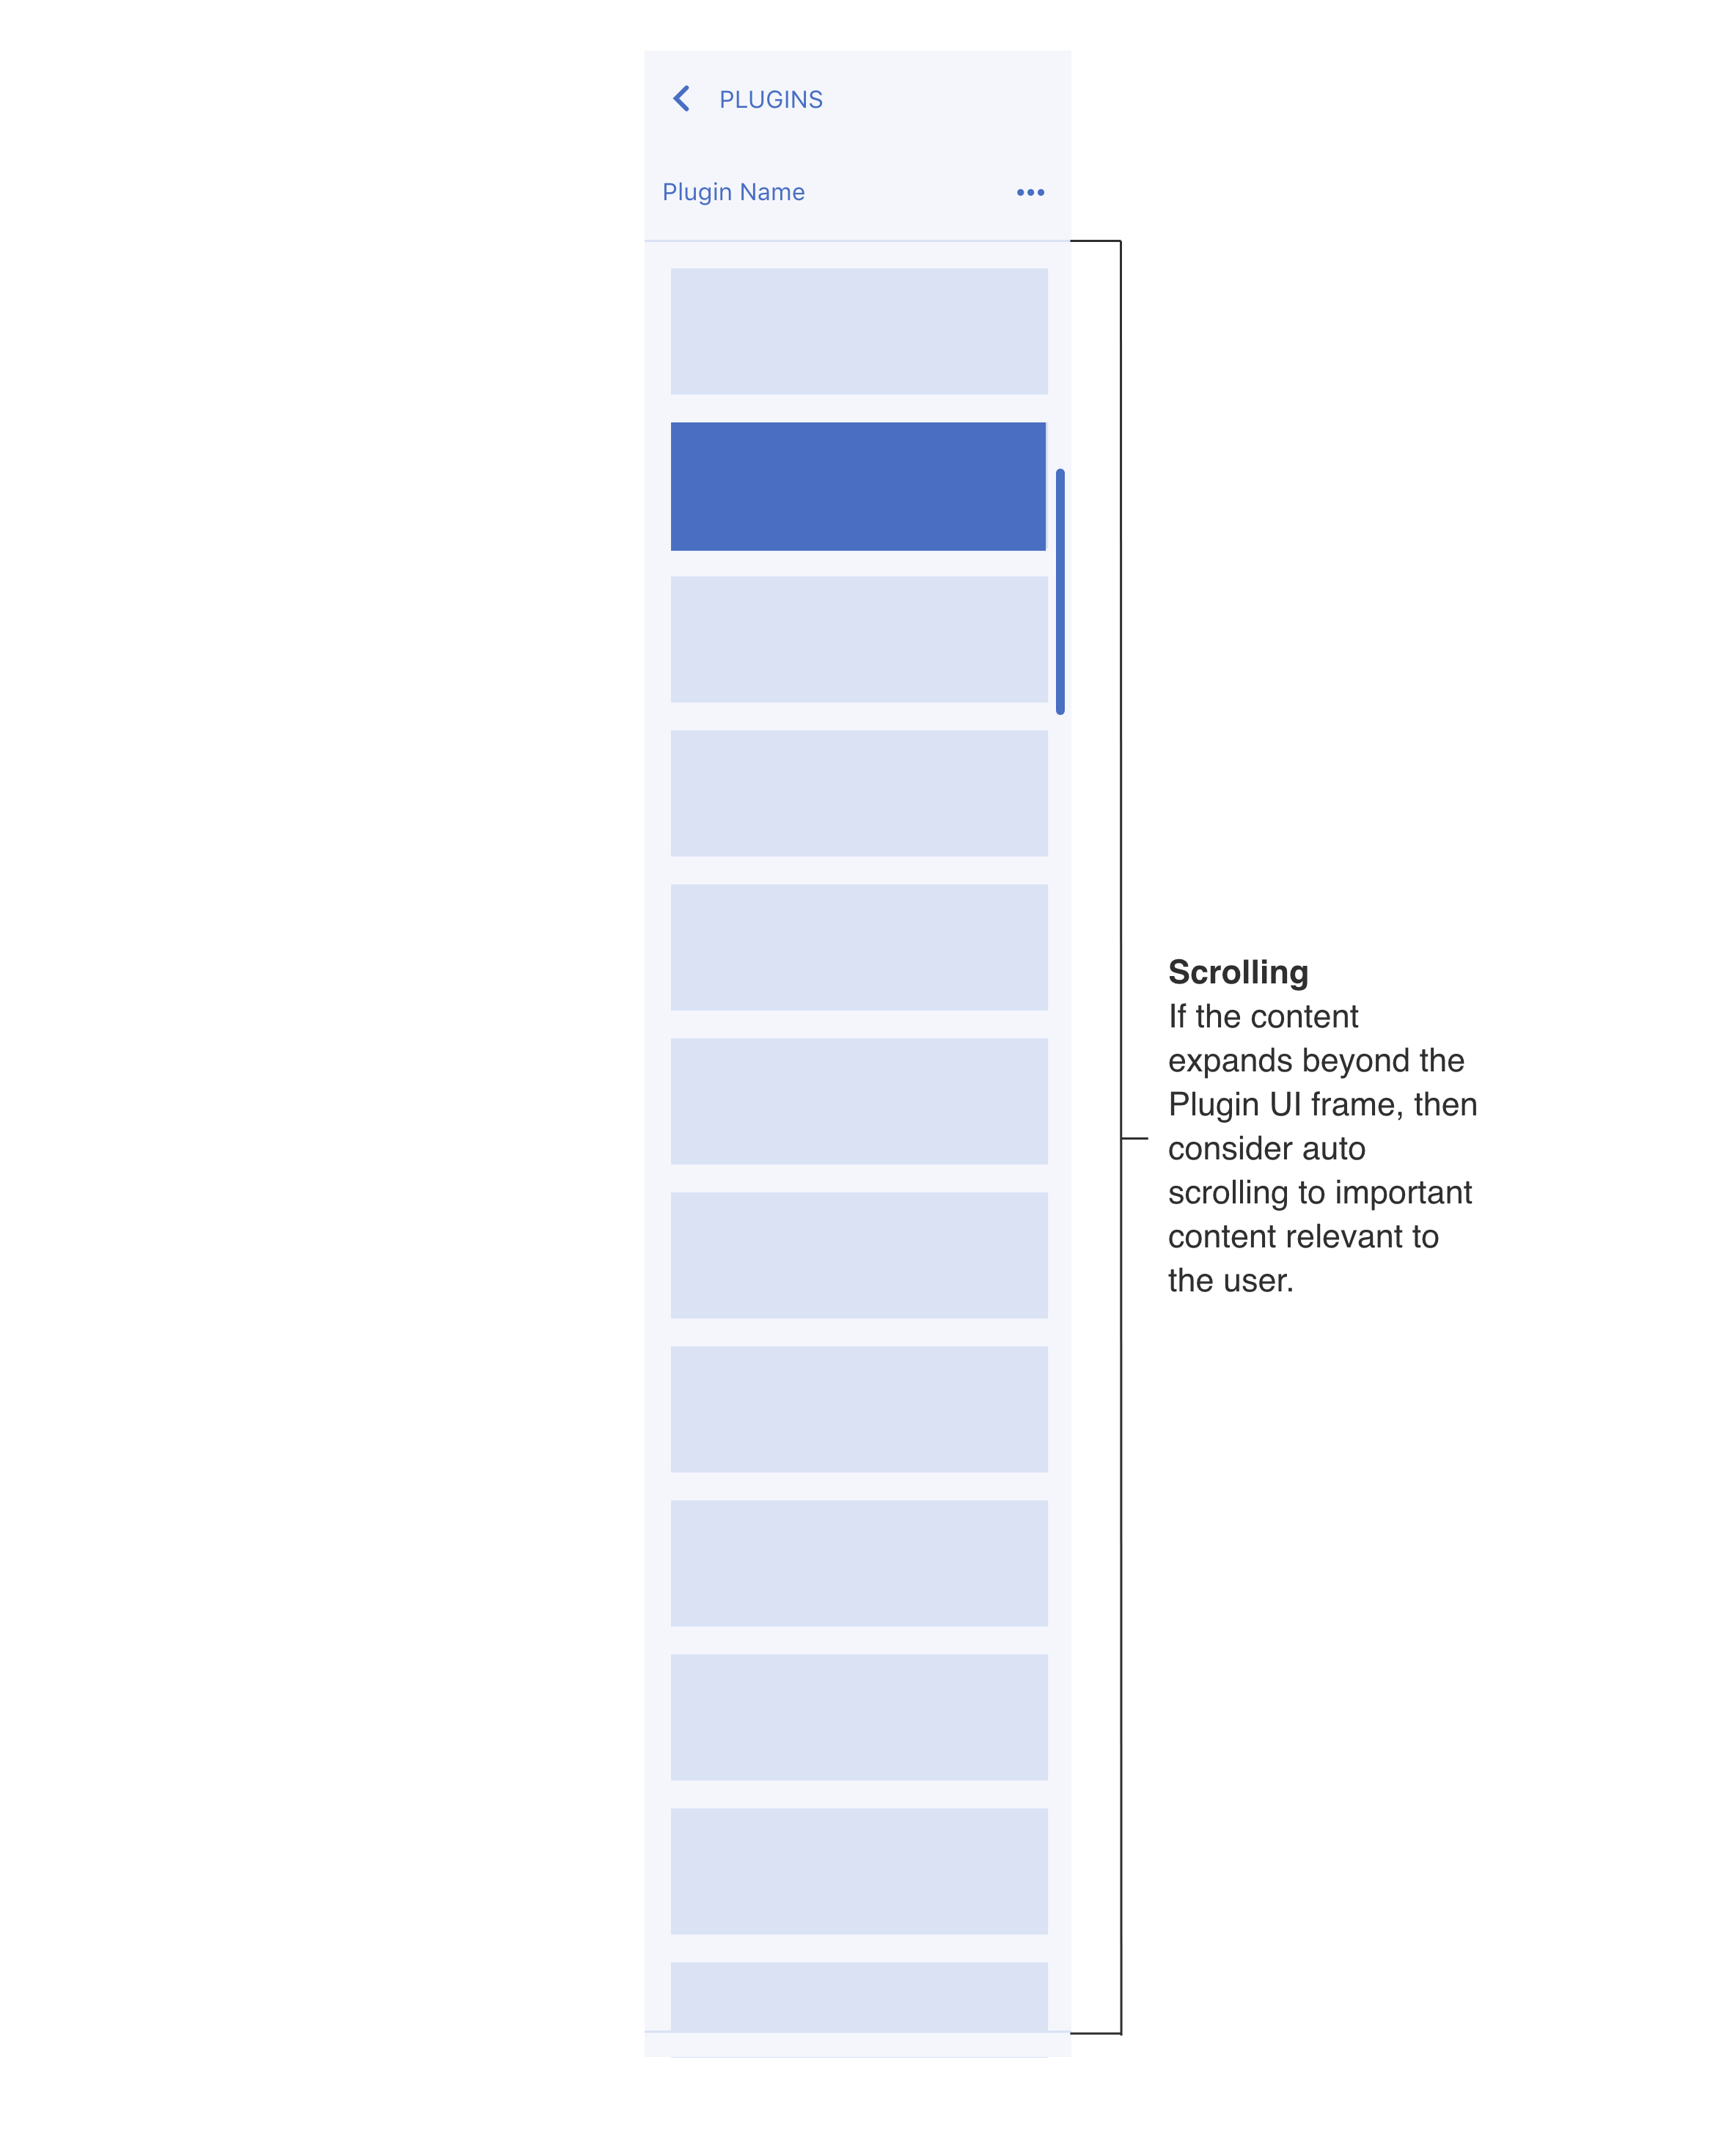 PLUGINS
Plugin Name
Scrolling
If the content
expands beyond the
Plugin UI frame, then
consider auto
scrolling to important
content relevant to
the user.